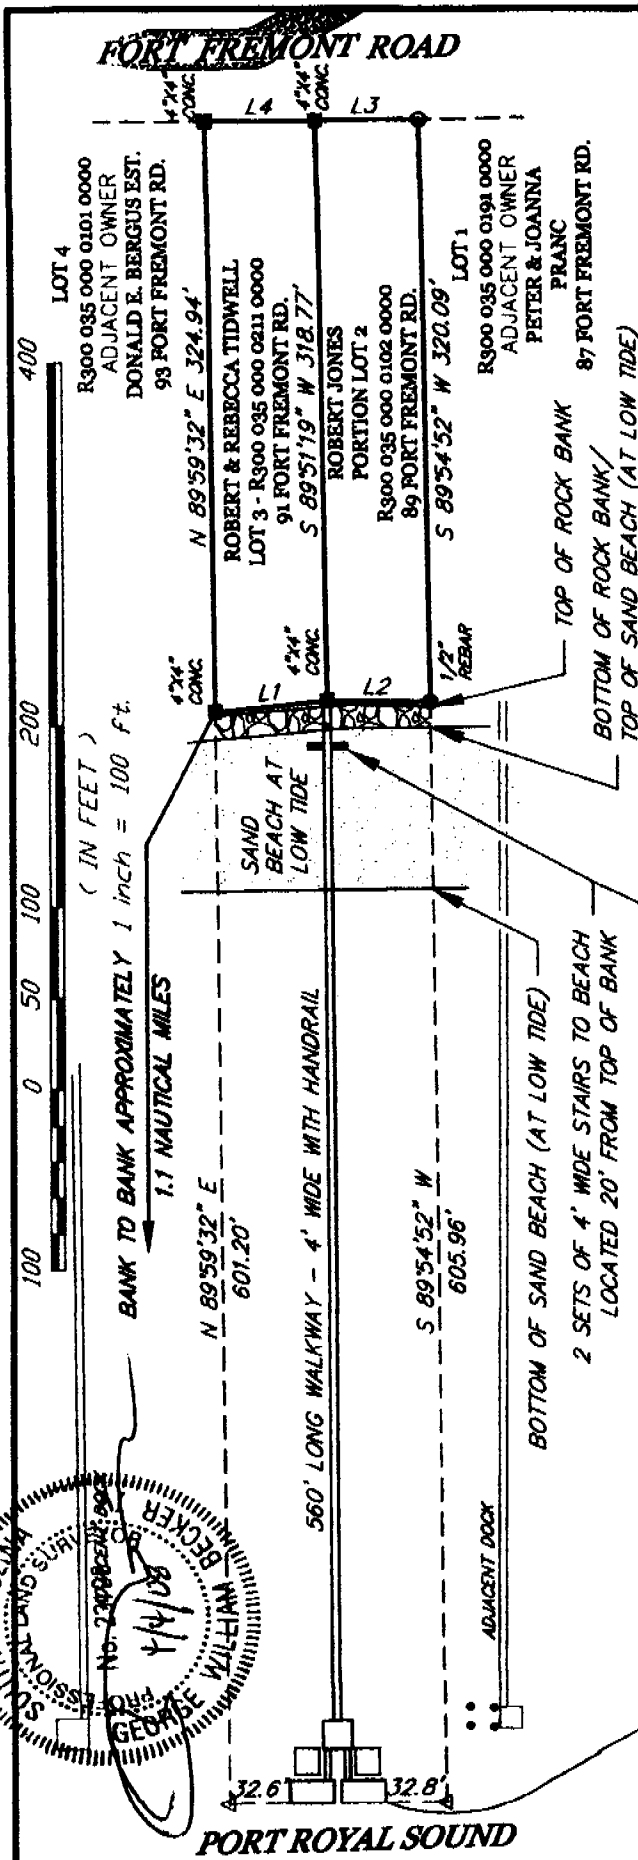 FORT FREMONT ROAD
4"X4"
CONC.
L4
4"X4"
CONC.
L3
LOT 4
R300 035 000 0101 0000
ADJACENT OWNER
DONALD E. BERGUS EST.
93 FORT FREMONT RD.
N 89°59'32" E 324.94'
ROBERT & REBECCA TIDWELL
LOT 3 - R300 035 000 0211 0000
91 FORT FREMONT RD.
S 89°51'19" W 318.77'
ROBERT JONES
PORTION LOT 2
R300 035 000 0102 0000
89 FORT FREMONT RD.
S 89°54'52" W 320.09'
LOT 1
R300 035 000 0191 0000
ADJACENT OWNER
PETER & JOANNA
PRANC
87 FORT FREMONT RD.
400
200
100
50
0
100
( IN FEET )
1 inch = 100 Ft.
BANK TO BANK APPROXIMATELY
1.1 NAUTICAL MILES
4"X4"
CONC.
L1
4"X4"
CONC.
L2
1/2"
REBAR
TOP OF ROCK BANK
BOTTOM OF ROCK BANK/
TOP OF SAND BEACH (AT LOW TIDE)
SAND
BEACH AT
LOW TIDE
N 89°59'32" E
601.20'
560' LONG WALKWAY - 4' WIDE WITH HANDRAIL
S 89°54'52" W
605.96'
BOTTOM OF SAND BEACH (AT LOW TIDE)
2 SETS OF 4' WIDE STAIRS TO BEACH
LOCATED 20' FROM TOP OF BANK
ADJACENT DOCK
PROFESSIONAL LAND SURVEYOR
No.
4/4/08
GEORGE WILLIAM BECKER
32.6'
32.8'
PORT ROYAL SOUND